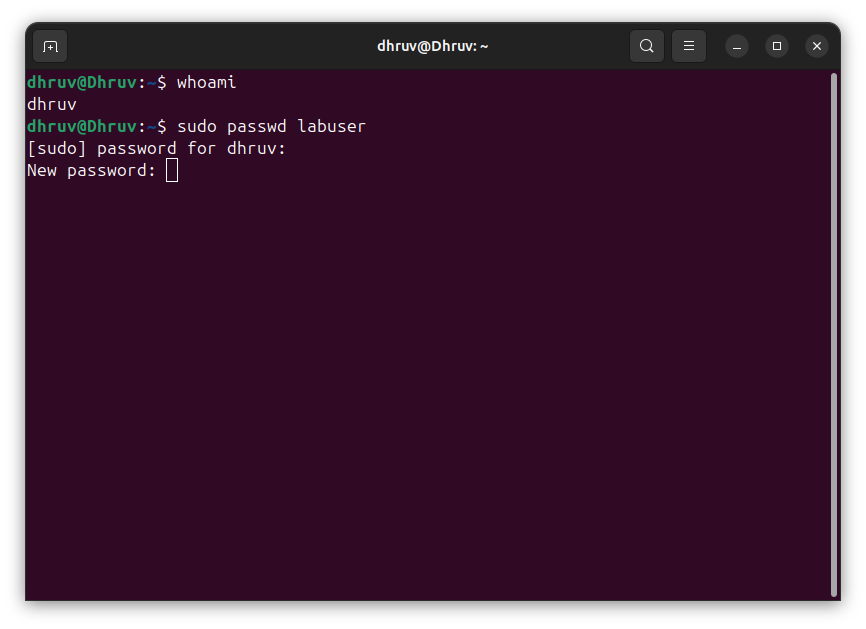 dhruv@Dhruv: ~
dhruv@Dhruv:~$ whoami
dhruv
dhruv@Dhruv:~$ sudo passwd labuser
[sudo] password for dhruv:
New password: